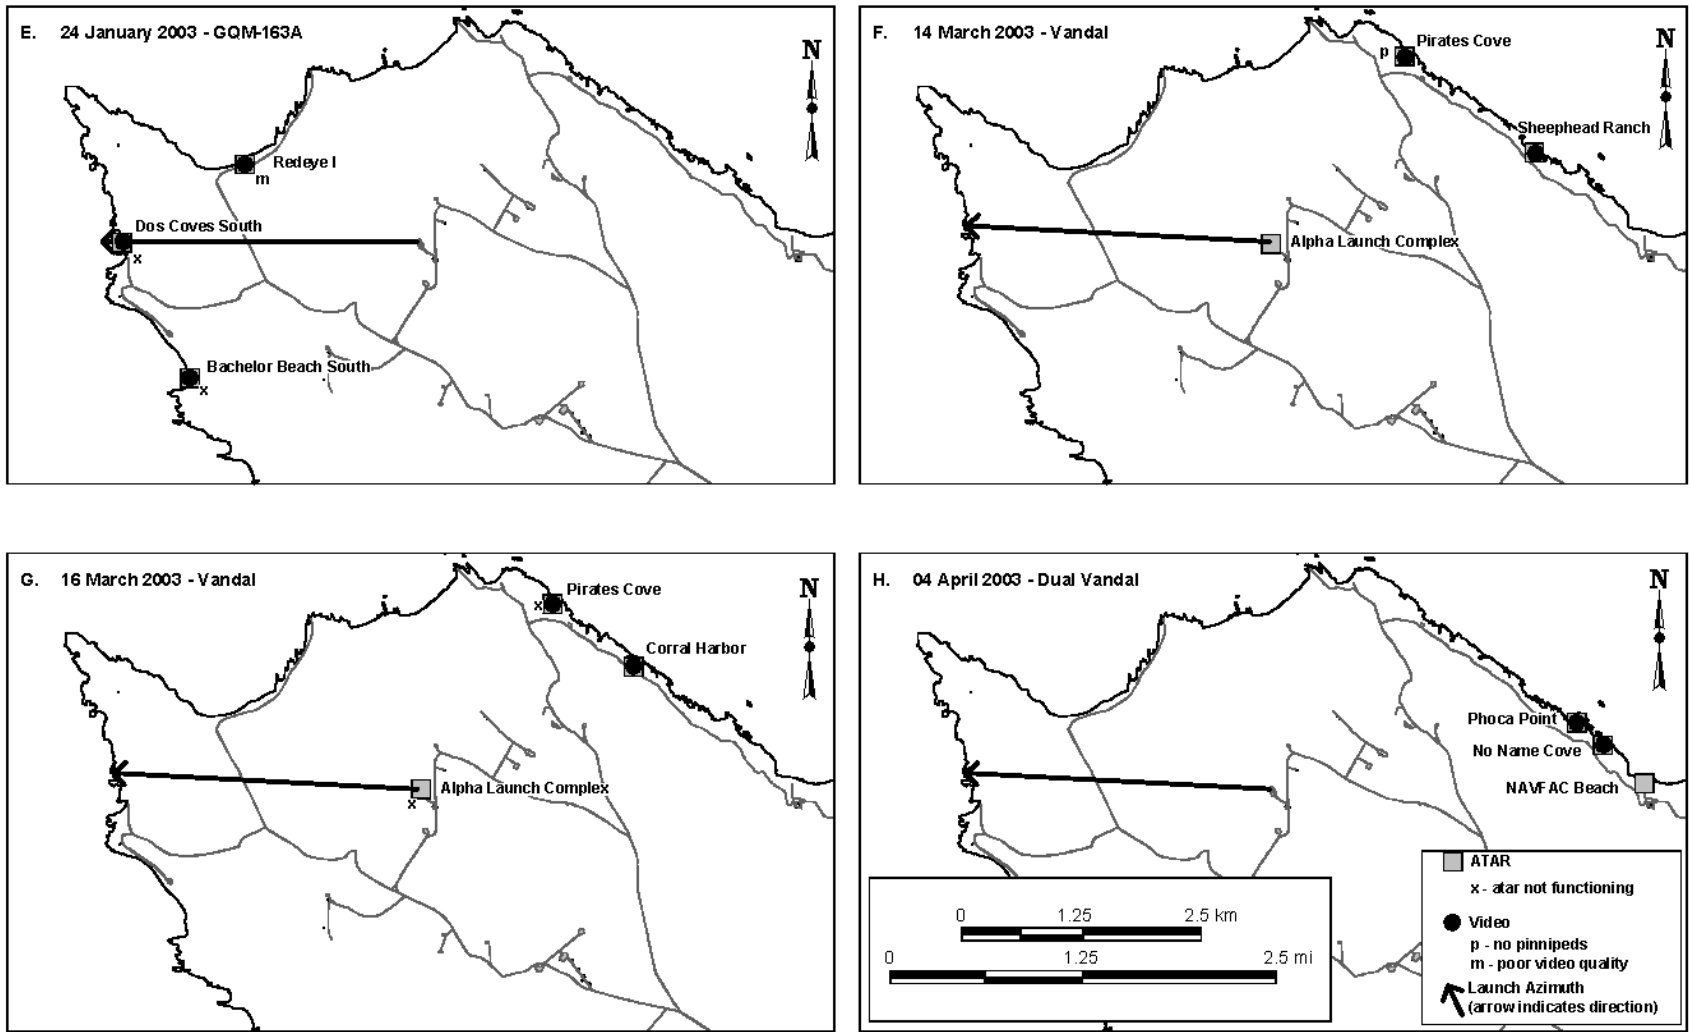 E. 24 January 2003 - GQM-163A
N
Redeye I
m
Dos Coves South
x
Bachelor Beach South
x
F. 14 March 2003 - Vandal
N
p
Pirates Cove
Sheephead Ranch
Alpha Launch Complex
G. 16 March 2003 - Vandal
N
x
Pirates Cove
Corral Harbor
Alpha Launch Complex
x
H. 04 April 2003 - Dual Vandal
N
Phoca Point
No Name Cove
NAVFAC Beach
0 1.25 2.5 km
0 1.25 2.5 mi
ATAR
x - atar not functioning
Video
p - no pinnipeds
m - poor video quality
Launch Azimuth
(arrow indicates direction)